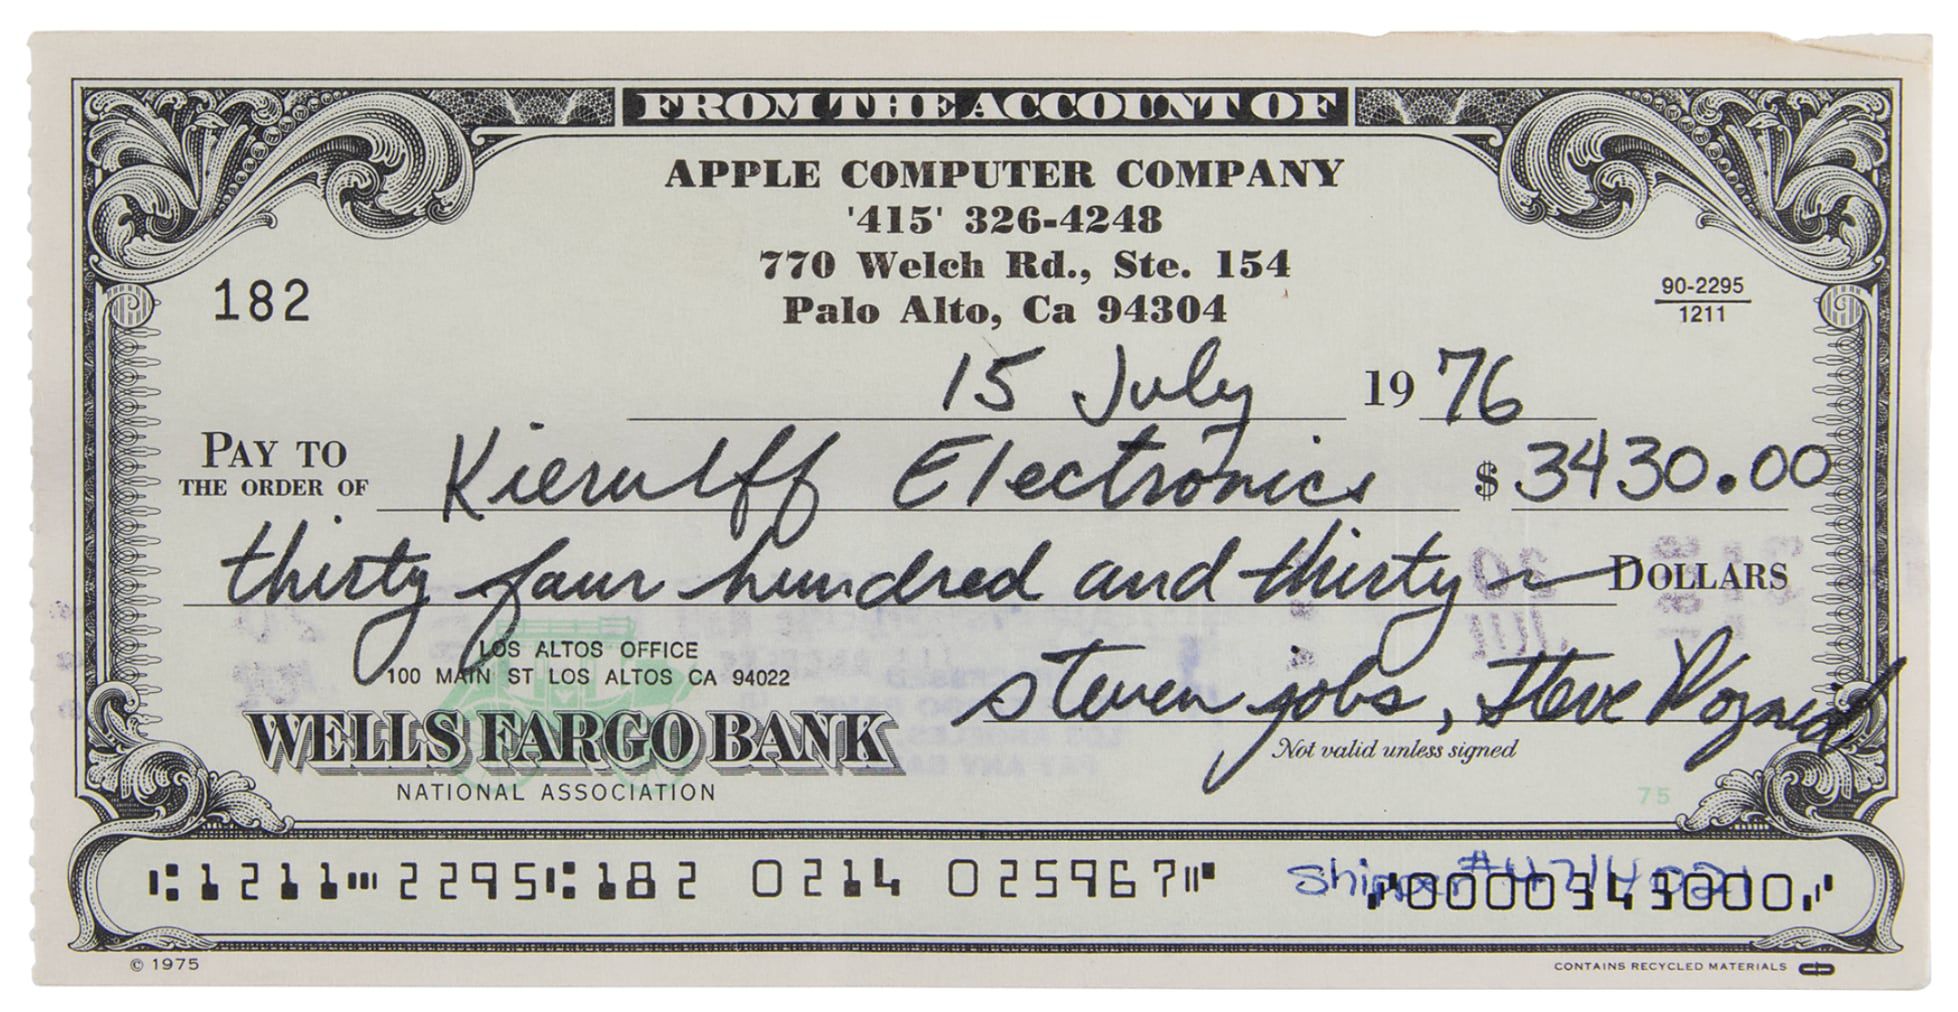 FROM THE ACCOUNT OF
APPLE COMPUTER COMPANY
'415' 326-4248
770 Welch Rd., Ste. 154
Palo Alto, Ca 94304
182
90-2295
1211
15 July 1976
PAY TO
THE ORDER OF Kierulff Electronics $ 3430.00
thirty four hundred and thirty DOLLARS
LOS ALTOS OFFICE
100 MAIN ST LOS ALTOS CA 94022
steven jobs, Steve Wozniak
WELLS FARGO BANK
Not valid unless signed
NATIONAL ASSOCIATION
75
1211 2295 182 0214 025967
© 1975
CONTAINS RECYCLED MATERIALS